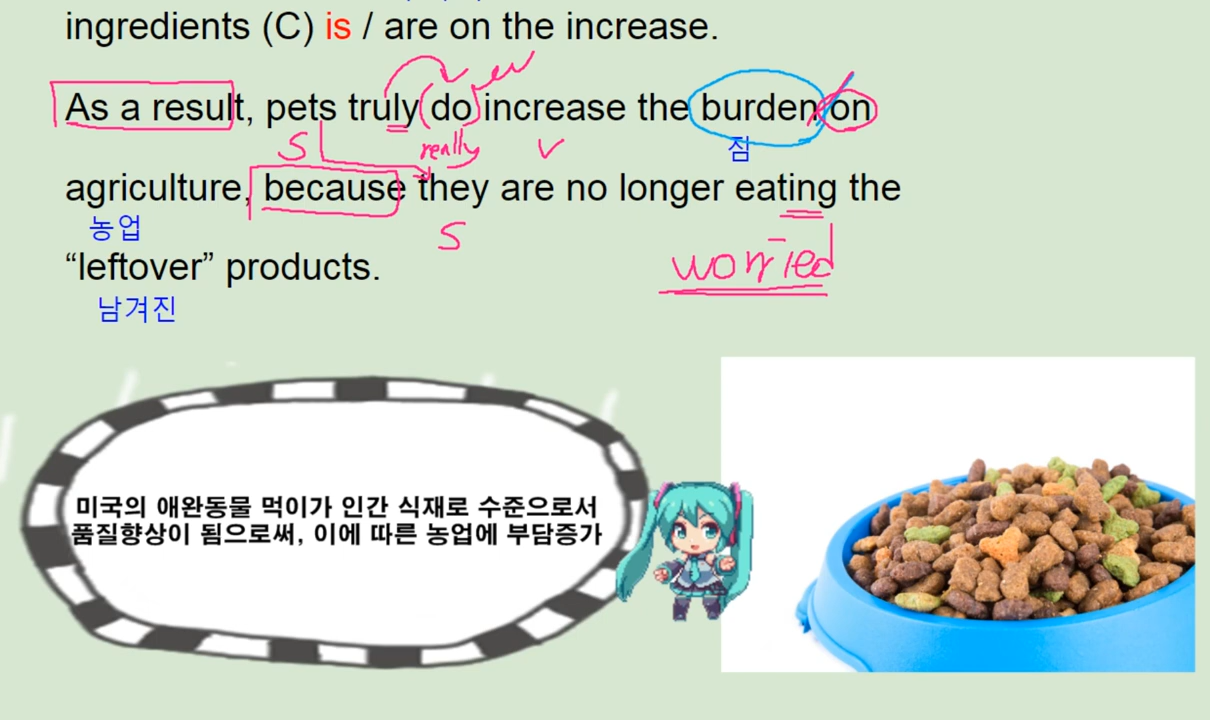 ingredients (C) is / are on the increase.
As a result, pets truly (do) increase the burden on
S really V 짐
agriculture, because they are no longer eating the
농업 S
“leftover” products. worried
남겨진
미국의 애완동물 먹이가 인간 식재로 수준으로서
품질향상이 됨으로써, 이에 따른 농업에 부담증가